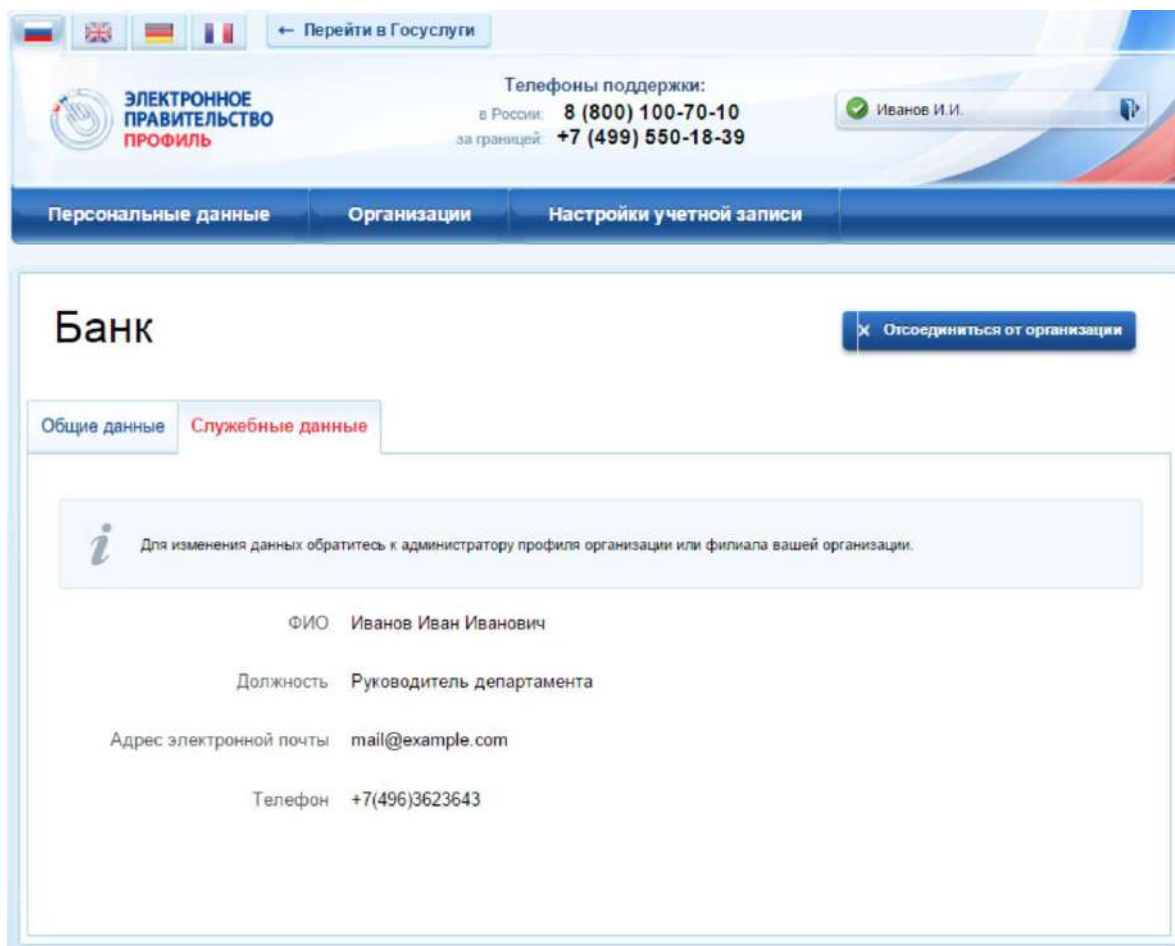 ← Перейти в Госуслуги
ЭЛЕКТРОННОЕ
ПРАВИТЕЛЬСТВО
ПРОФИЛЬ
Телефоны поддержки:
в России: 8 (800) 100-70-10
за границей: +7 (499) 550-18-39
Иванов И.И.
Персональные данные Организации Настройки учетной записи
Банк
× Отсоединиться от организации
Общие данные Служебные данные
Для изменения данных обратитесь к администратору профиля организации или филиала вашей организации.
ФИО Иванов Иван Иванович
Должность Руководитель департамента
Адрес электронной почты mail@example.com
Телефон +7(496)3623643